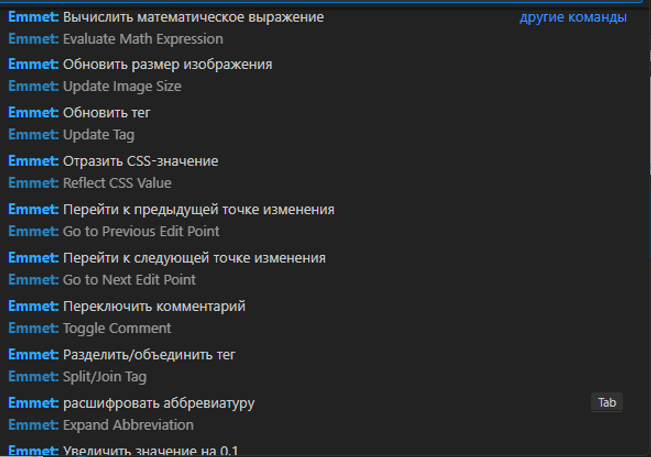 Emmet: Вычислить математическое выражение другие команды
Emmet: Evaluate Math Expression
Emmet: Обновить размер изображения
Emmet: Update Image Size
Emmet: Обновить тег
Emmet: Update Tag
Emmet: Отразить CSS-значение
Emmet: Reflect CSS Value
Emmet: Перейти к предыдущей точке изменения
Emmet: Go to Previous Edit Point
Emmet: Перейти к следующей точке изменения
Emmet: Go to Next Edit Point
Emmet: Переключить комментарий
Emmet: Toggle Comment
Emmet: Разделить/объединить тег
Emmet: Split/Join Tag
Emmet: расшифровать аббревиатуру Tab
Emmet: Expand Abbreviation
Emmet: Увеличить значение на 0,1